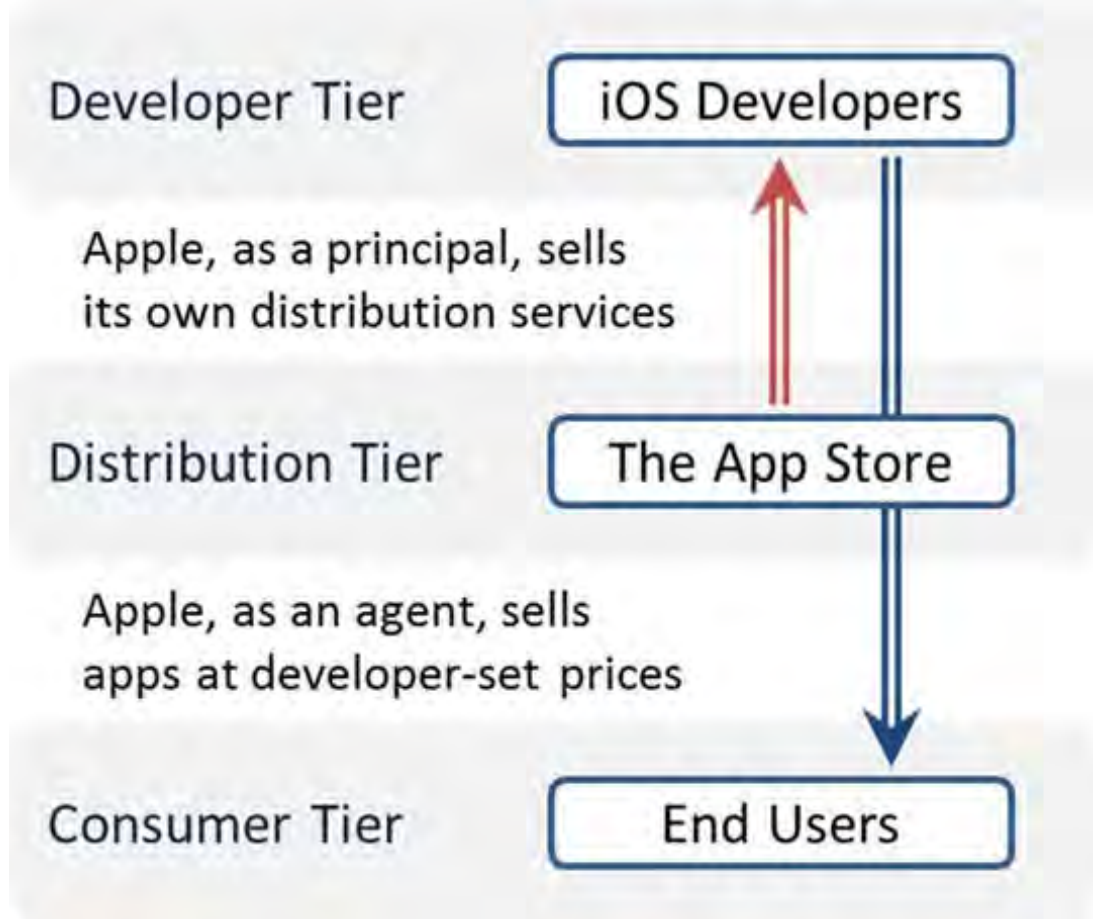 Developer Tier
iOS Developers
Apple, as a principal, sells
its own distribution services
Distribution Tier
The App Store
Apple, as an agent, sells
apps at developer-set prices
Consumer Tier
End Users